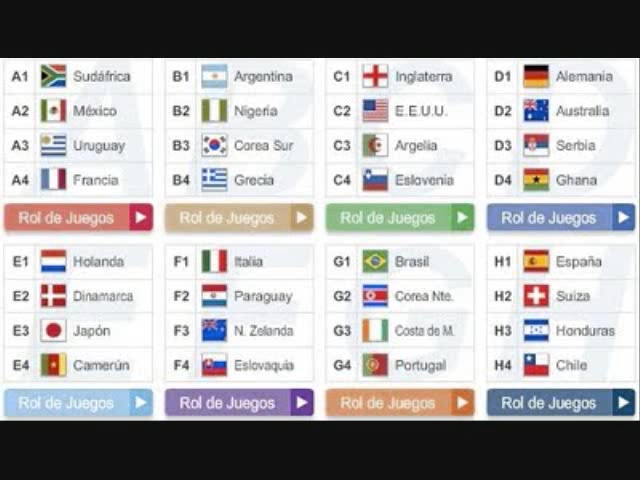 A1 Sudáfrica
A2 México
A3 Uruguay
A4 Francia
Rol de Juegos
B1 Argentina
B2 Nigeria
B3 Corea Sur
B4 Grecia
Rol de Juegos
C1 Inglaterra
C2 E.E.U.U.
C3 Argelia
C4 Eslovenia
Rol de Juegos
D1 Alemania
D2 Australia
D3 Serbia
D4 Ghana
Rol de Juegos
E1 Holanda
E2 Dinamarca
E3 Japón
E4 Camerún
Rol de Juegos
F1 Italia
F2 Paraguay
F3 N. Zelanda
F4 Eslovaquia
Rol de Juegos
G1 Brasil
G2 Corea Nte.
G3 Costa de M.
G4 Portugal
Rol de Juegos
H1 España
H2 Suiza
H3 Honduras
H4 Chile
Rol de Juegos